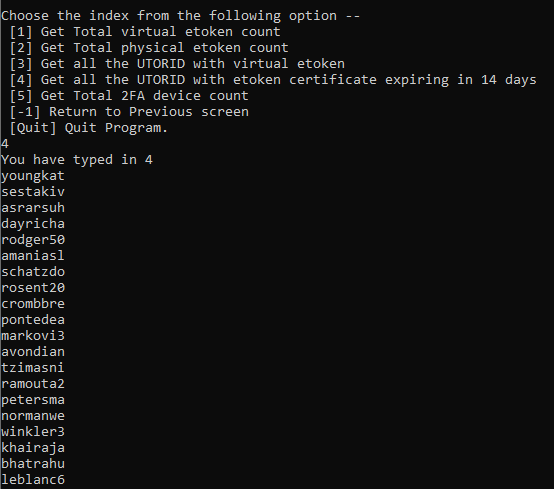 Choose the index from the following option --
[1] Get Total virtual etoken count
[2] Get Total physical etoken count
[3] Get all the UTORID with virtual etoken
[4] Get all the UTORID with etoken certificate expiring in 14 days
[5] Get Total 2FA device count
[-1] Return to Previous screen
[Quit] Quit Program.
4
You have typed in 4
youngkat
sestakiv
asrarsuh
dayricha
rodger50
amaniasl
schatzdo
rosent20
crombbre
pontedea
markovi3
avondian
tzimasni
ramouta2
petersma
normanwe
winkler3
khairaja
bhatrahu
leblanc6